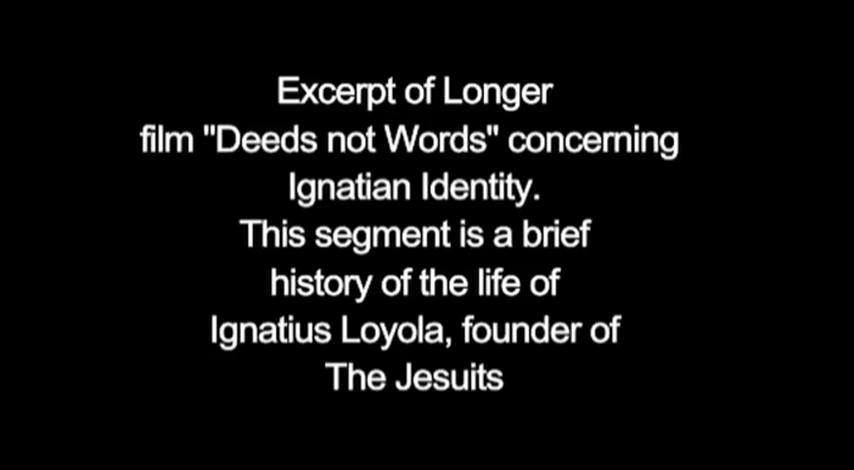 Excerpt of Longer
film "Deeds not Words" concerning
Ignatian Identity.
This segment is a brief
history of the life of
Ignatius Loyola, founder of
The Jesuits